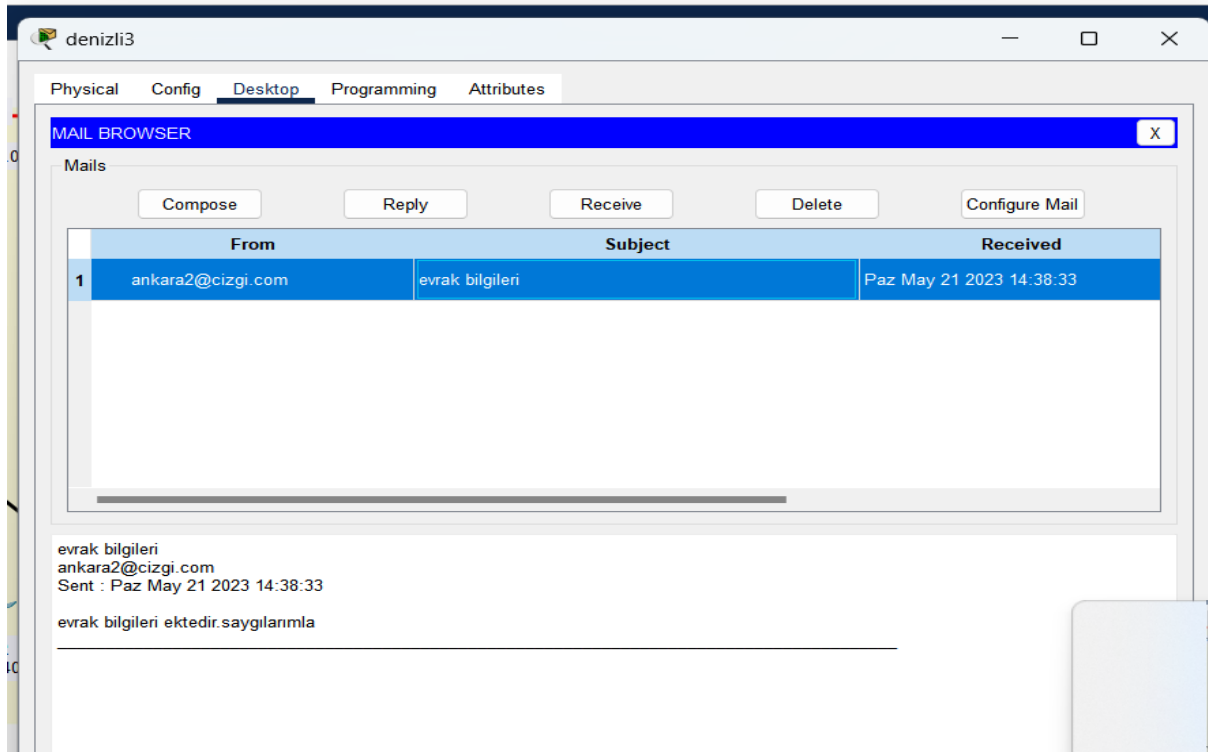 denizli3
Physical Config Desktop Programming Attributes
MAIL BROWSER X
Mails
Compose Reply Receive Delete Configure Mail
From Subject Received
1 ankara2@cizgi.com evrak bilgileri Paz May 21 2023 14:38:33
evrak bilgileri
ankara2@cizgi.com
Sent : Paz May 21 2023 14:38:33
evrak bilgileri ektedir.saygılarımla